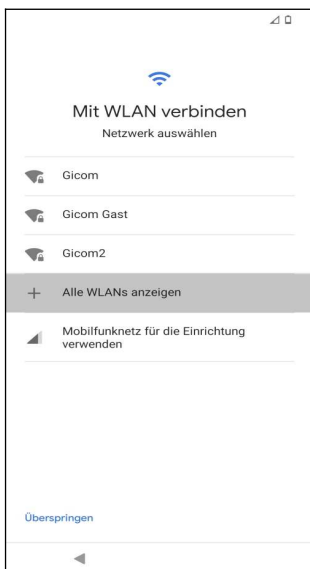 Mit WLAN verbinden
Netzwerk auswählen
Gicom
Gicom Gast
Gicom2
Alle WLANs anzeigen
Mobilfunknetz für die Einrichtung
verwenden
Überspringen